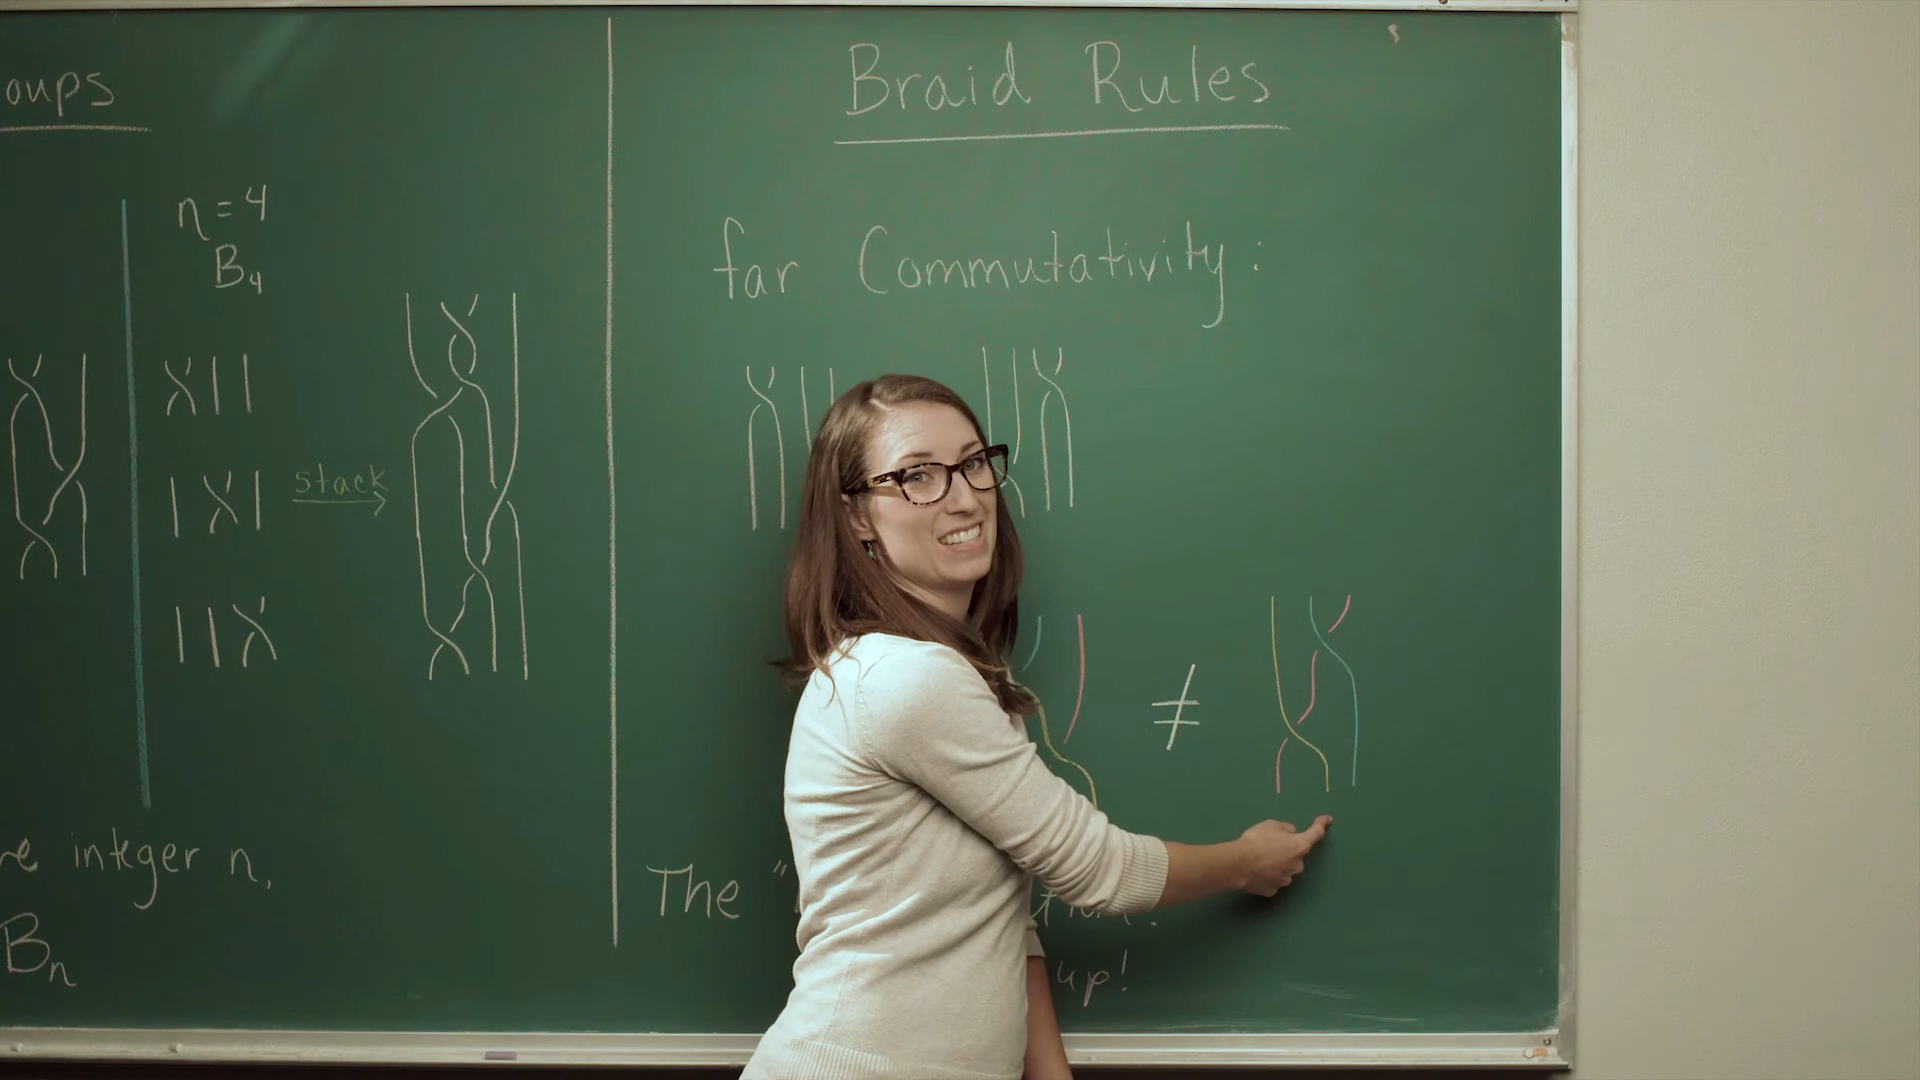 oups
n = 4
B4
stack
integer n,
Bn
Braid Rules
far Commutativity:
≠
The "
up!